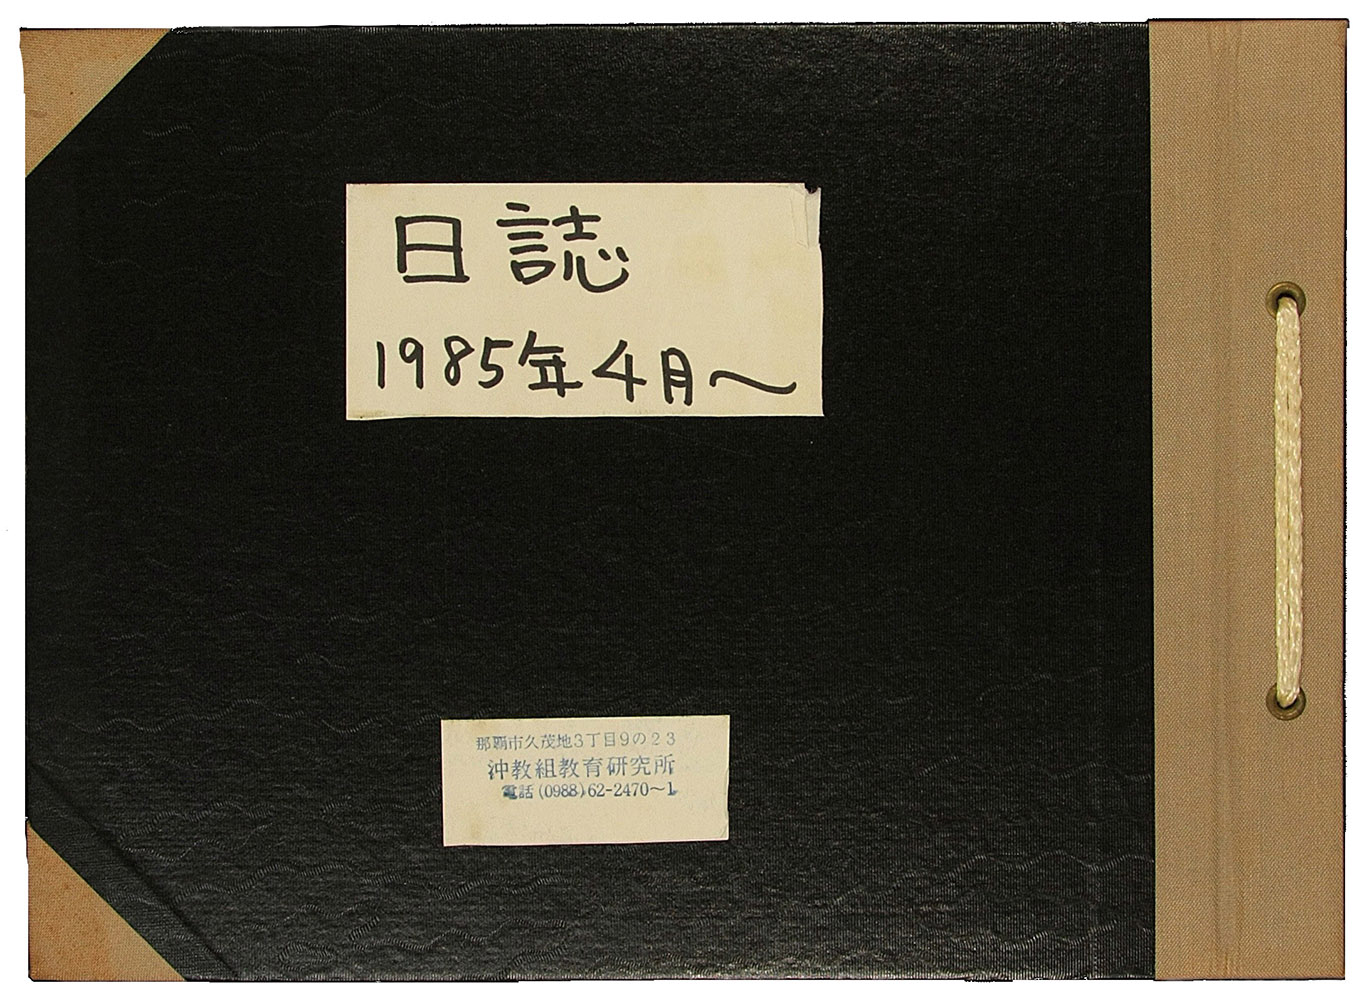 日誌
1985年4月～
那覇市久茂地3丁目9の23
沖教組教育研究所
電話(0988)62-2470～1